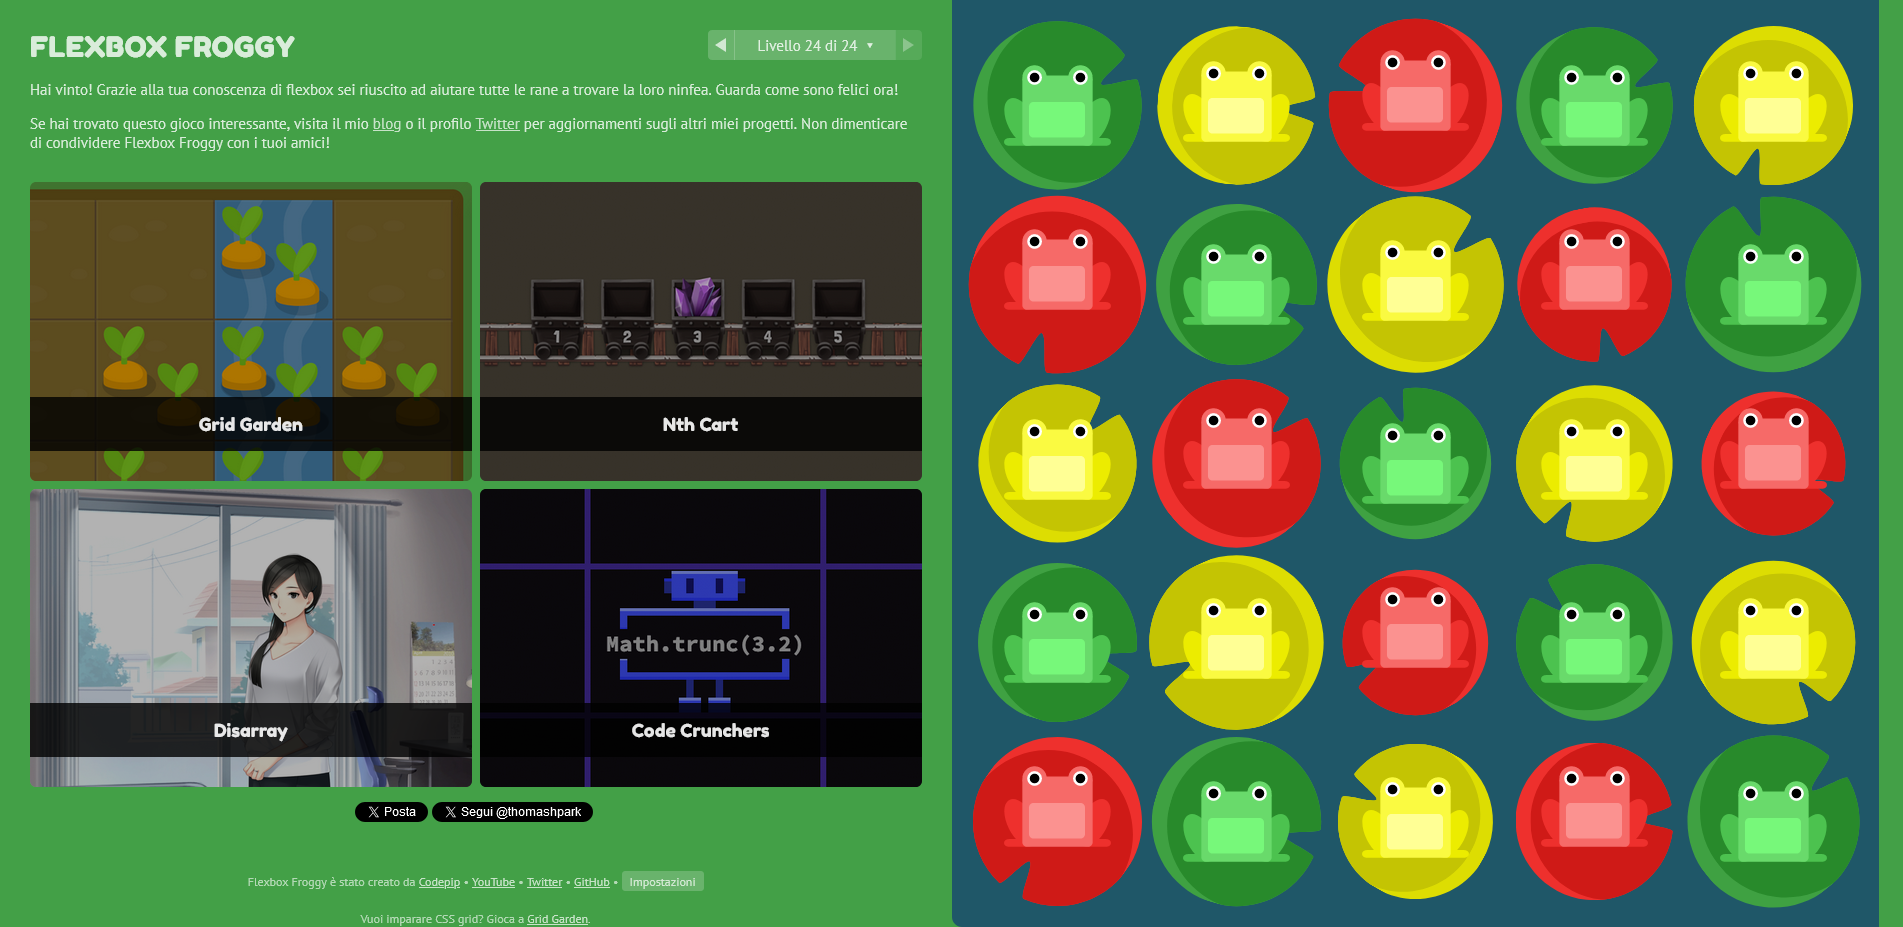 FLEXBOX FROGGY
Livello 24 di 24 ▼
Hai vinto! Grazie alla tua conoscenza di flexbox sei riuscito ad aiutare tutte le rane a trovare la loro ninfea. Guarda come sono felici ora!
Se hai trovato questo gioco interessante, visita il mio blog o il profilo Twitter per aggiornamenti sugli altri miei progetti. Non dimenticare
di condividere Flexbox Froggy con i tuoi amici!
1 2 3 4 5
Grid Garden
Nth Cart
Math.trunc(3.2)
Disarray
Code Crunchers
X Posta
X Segui @thomashpark
Flexbox Froggy è stato creato da Codepip • YouTube • Twitter • GitHub • Impostazioni
Vuoi imparare CSS grid? Gioca a Grid Garden.